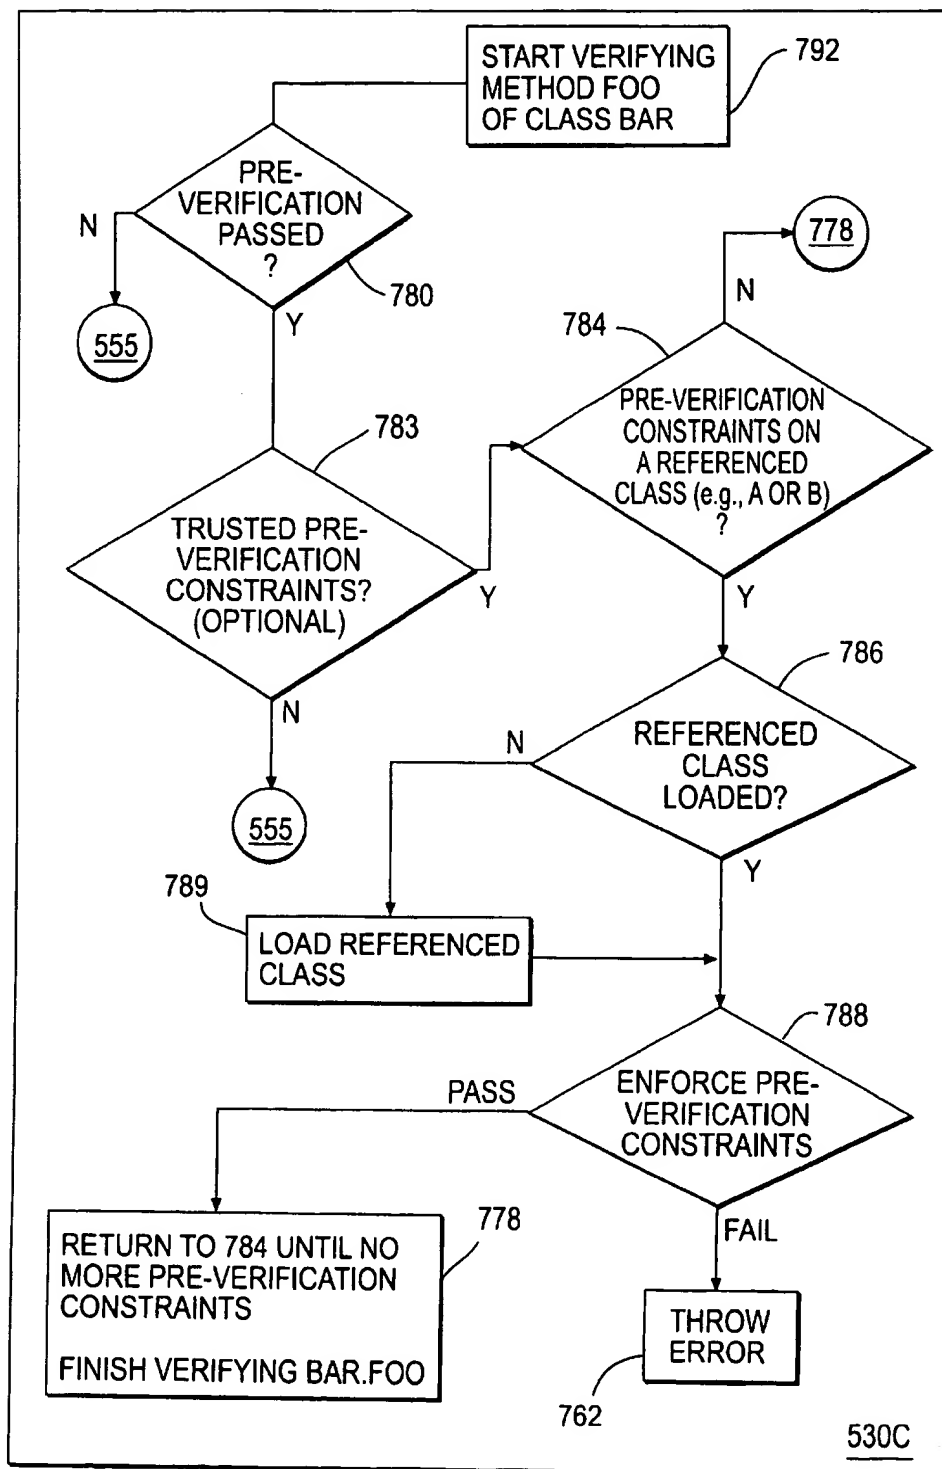 START VERIFYING
METHOD FOO
OF CLASS BAR
792
PRE-
VERIFICATION
PASSED
?
N
780
Y
555
778
N
784
PRE-VERIFICATION
CONSTRAINTS ON
A REFERENCED
CLASS (e.g., A OR B)
?
Y
783
TRUSTED PRE-
VERIFICATION
CONSTRAINTS?
(OPTIONAL)
Y
N
555
786
REFERENCED
CLASS
LOADED?
N
Y
789
LOAD REFERENCED
CLASS
788
ENFORCE PRE-
VERIFICATION
CONSTRAINTS
PASS
FAIL
778
RETURN TO 784 UNTIL NO
MORE PRE-VERIFICATION
CONSTRAINTS
FINISH VERIFYING BAR.FOO
THROW
ERROR
762
530C